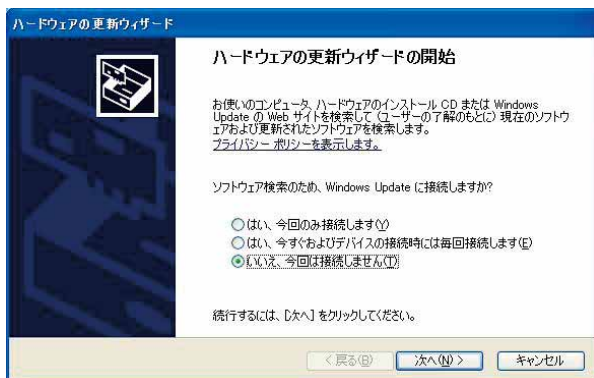 ハードウェアの更新ウィザード
ハードウェアの更新ウィザードの開始
お使いのコンピュータ、ハードウェアのインストール CD または Windows
Update の Web サイトを検索して (ユーザーの了解のもとに) 現在のソフトウ
ェアおよび更新されたソフトウェアを検索します。
プライバシー ポリシーを表示します。
ソフトウェア検索のため、Windows Update に接続しますか?
はい、今回のみ接続します(Y)
はい、今すぐおよびデバイスの接続時には毎回接続します(E)
いいえ、今回は接続しません(T)
続行するには、[次へ] をクリックしてください。
< 戻る(B)
次へ(N) >
キャンセル